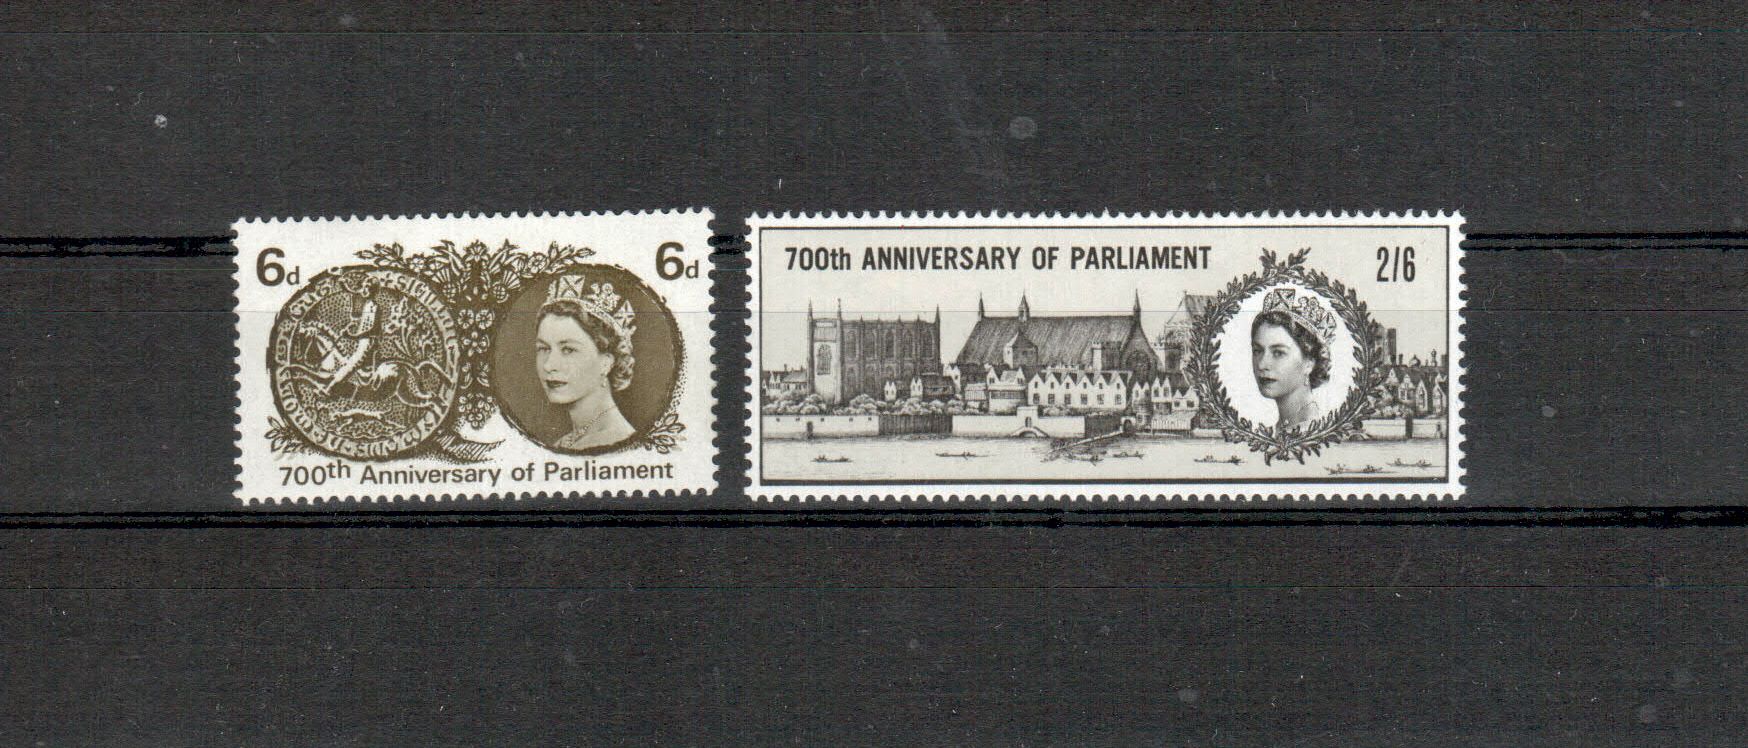 6d 6d
700th Anniversary of Parliament
700th ANNIVERSARY OF PARLIAMENT 2/6